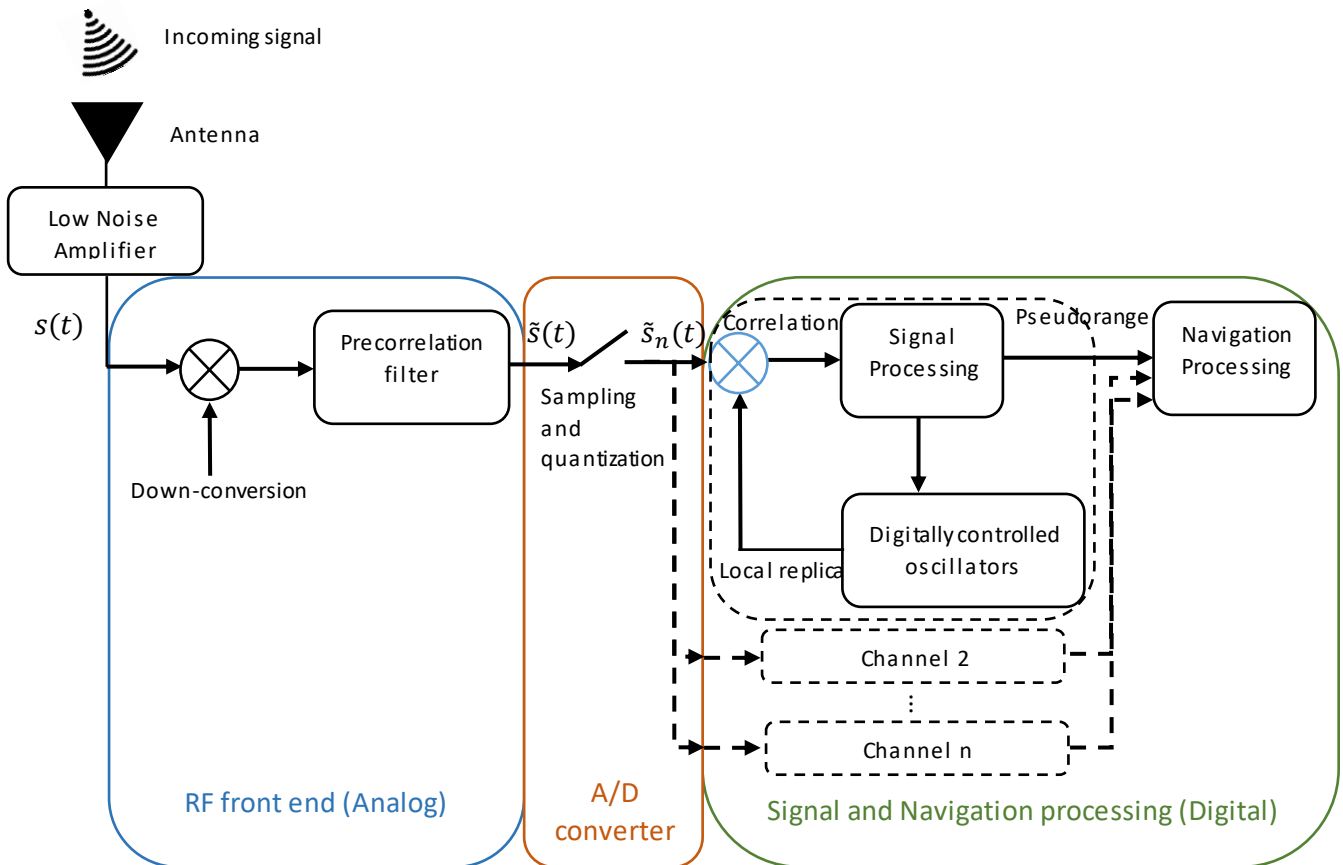 Incoming signal
Antenna
Low Noise
Amplifier
s(t)
Precorrelation
filter
s̃(t)
s̃ₙ(t)
Sampling
and
quantization
Down-conversion
Correlation
Signal
Processing
Pseudorange
Navigation
Processing
Digitally controlled
oscillators
Local replica
Channel 2
...
Channel n
RF front end (Analog)
A/D
converter
Signal and Navigation processing (Digital)